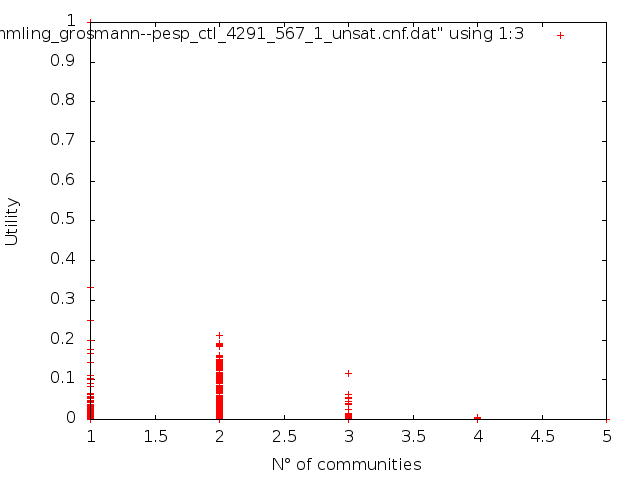 1
nmling_grosmann--pesp_ctl_4291_567_1_unsat.cnf.dat" using 1:3
0.9
0.8
0.7
0.6
0.5
0.4
0.3
0.2
0.1
0
Utility
1 1.5 2 2.5 3 3.5 4 4.5 5
N° of communities